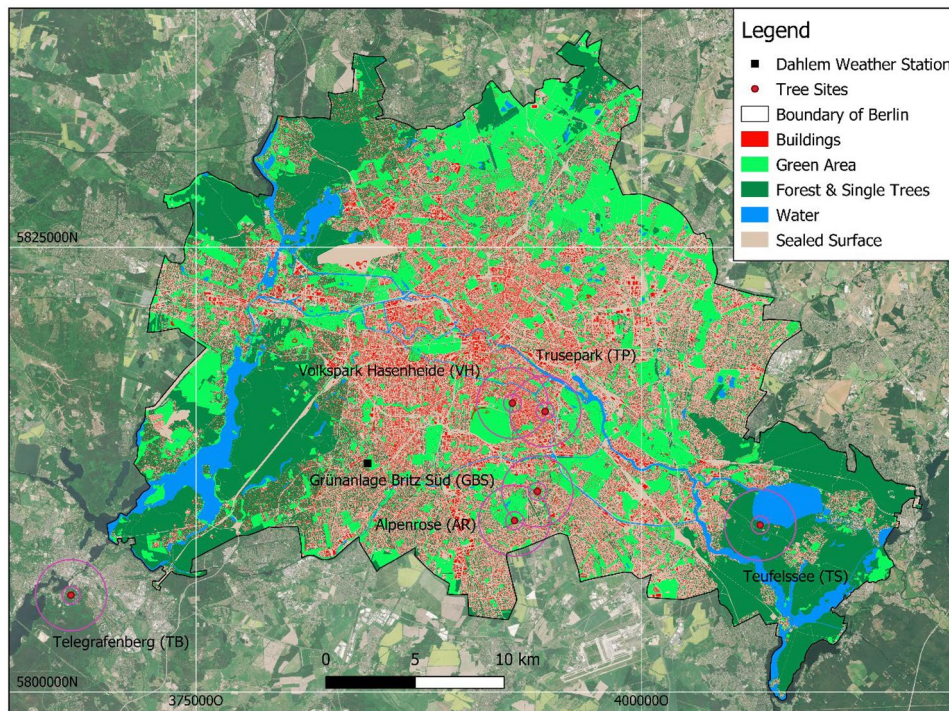 Legend
Dahlem Weather Station
Tree Sites
Boundary of Berlin
Buildings
Green Area
Forest & Single Trees
Water
Sealed Surface
5825000N
Trusepark (TP)
Volkspark Hasenheide (VH)
Grünanlage Britz Süd (GBS)
Alpenrose (AR)
Teufelssee (TS)
Telegrafenberg (TB)
0 5 10 km
5800000N
375000O
400000O